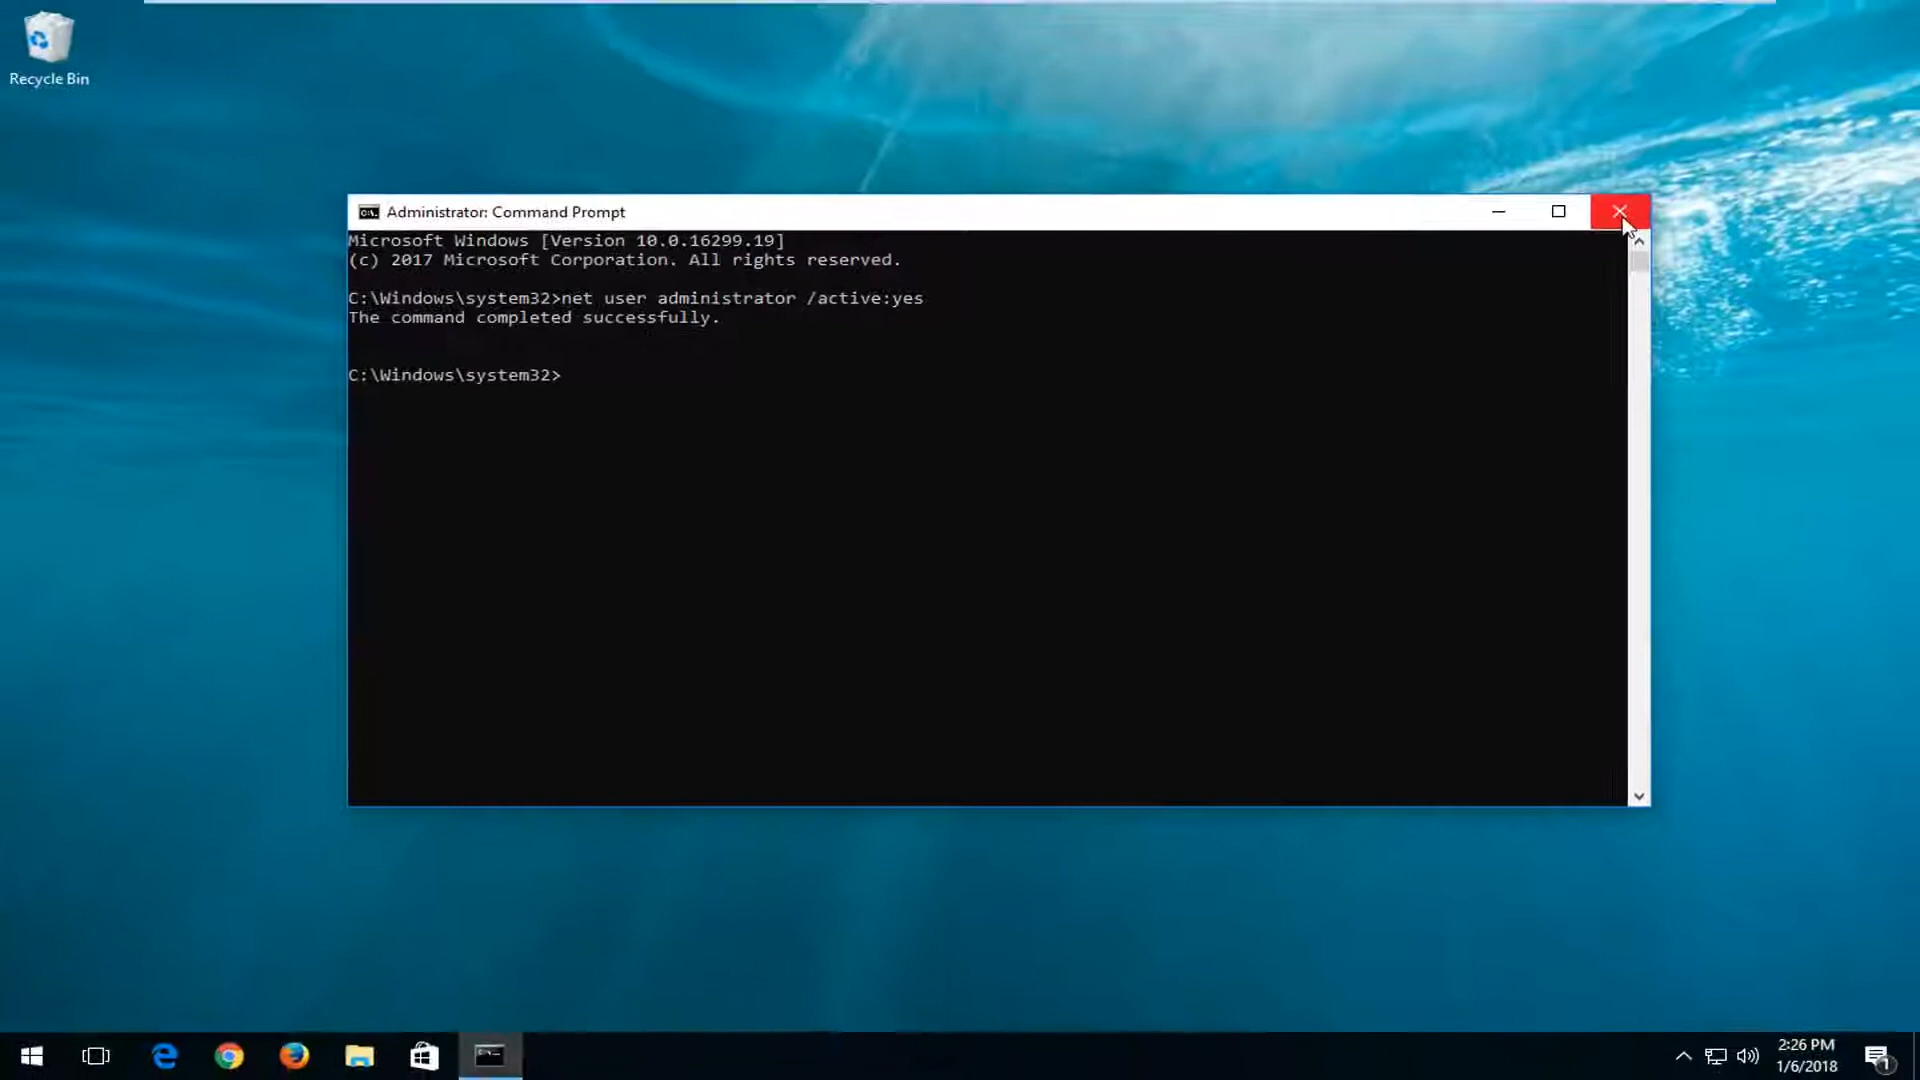 Recycle Bin
Administrator: Command Prompt
Microsoft Windows [Version 10.0.16299.19]
(c) 2017 Microsoft Corporation. All rights reserved.
C:\Windows\system32>net user administrator /active:yes
The command completed successfully.
C:\Windows\system32>
2:26 PM
1/6/2018
1